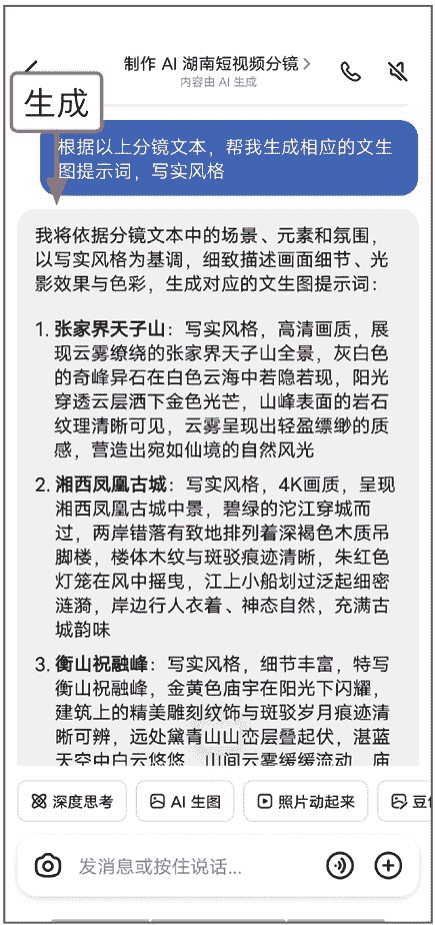 制作 AI 湖南短视频分镜
内容由 AI 生成
生成
根据以上分镜文本，帮我生成相应的文生
图提示词，写实风格
我将依据分镜文本中的场景、元素和氛围，
以写实风格为基调，细致描述画面细节、光
影效果与色彩，生成对应的文生图提示词：
1. 张家界天子山：写实风格，高清画质，展
现云雾缭绕的张家界天子山全景，灰白色
的奇峰异石在白色云海中若隐若现，阳光
穿透云层洒下金色光芒，山峰表面的岩石
纹理清晰可见，云雾呈现出轻盈缥缈的质
感，营造出宛如仙境的自然风光
2. 湘西凤凰古城：写实风格，4K画质，呈现
湘西凤凰古城中景，碧绿的沱江穿城而
过，两岸错落有致地排列着深褐色木质吊
脚楼，楼体木纹与斑驳痕迹清晰，朱红色
灯笼在风中摇曳，江上小船划过泛起细密
涟漪，岸边行人衣着、神态自然，充满古
城韵味
3. 衡山祝融峰：写实风格，细节丰富，特写
衡山祝融峰，金黄色庙宇在阳光下闪耀，
建筑上的精美雕刻纹饰与斑驳岁月痕迹清
晰可辨，远处黛青山山峦层叠起伏，湛蓝
天空中白云悠悠，山间云雾缓缓流动，庙
深度思考
AI 生图
照片动起来
豆
发消息或按住说话...